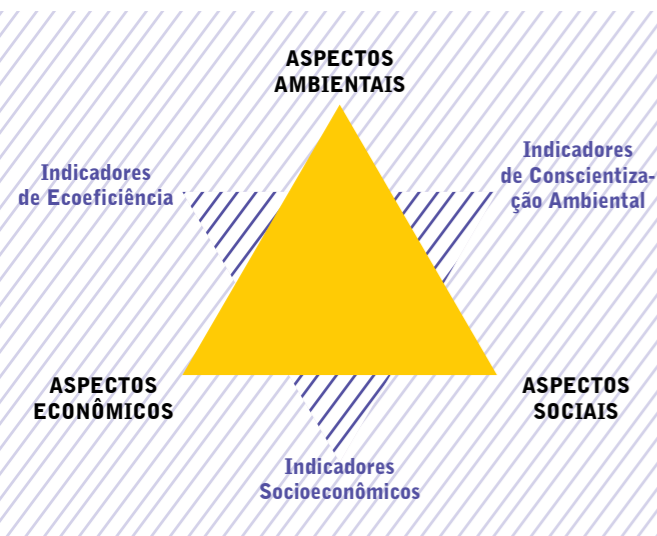 ASPECTOS
AMBIENTAIS
Indicadores
de Ecoeficiência
Indicadores
de Conscientiza-
ção Ambiental
ASPECTOS
ECONÔMICOS
ASPECTOS
SOCIAIS
Indicadores
Socioeconômicos